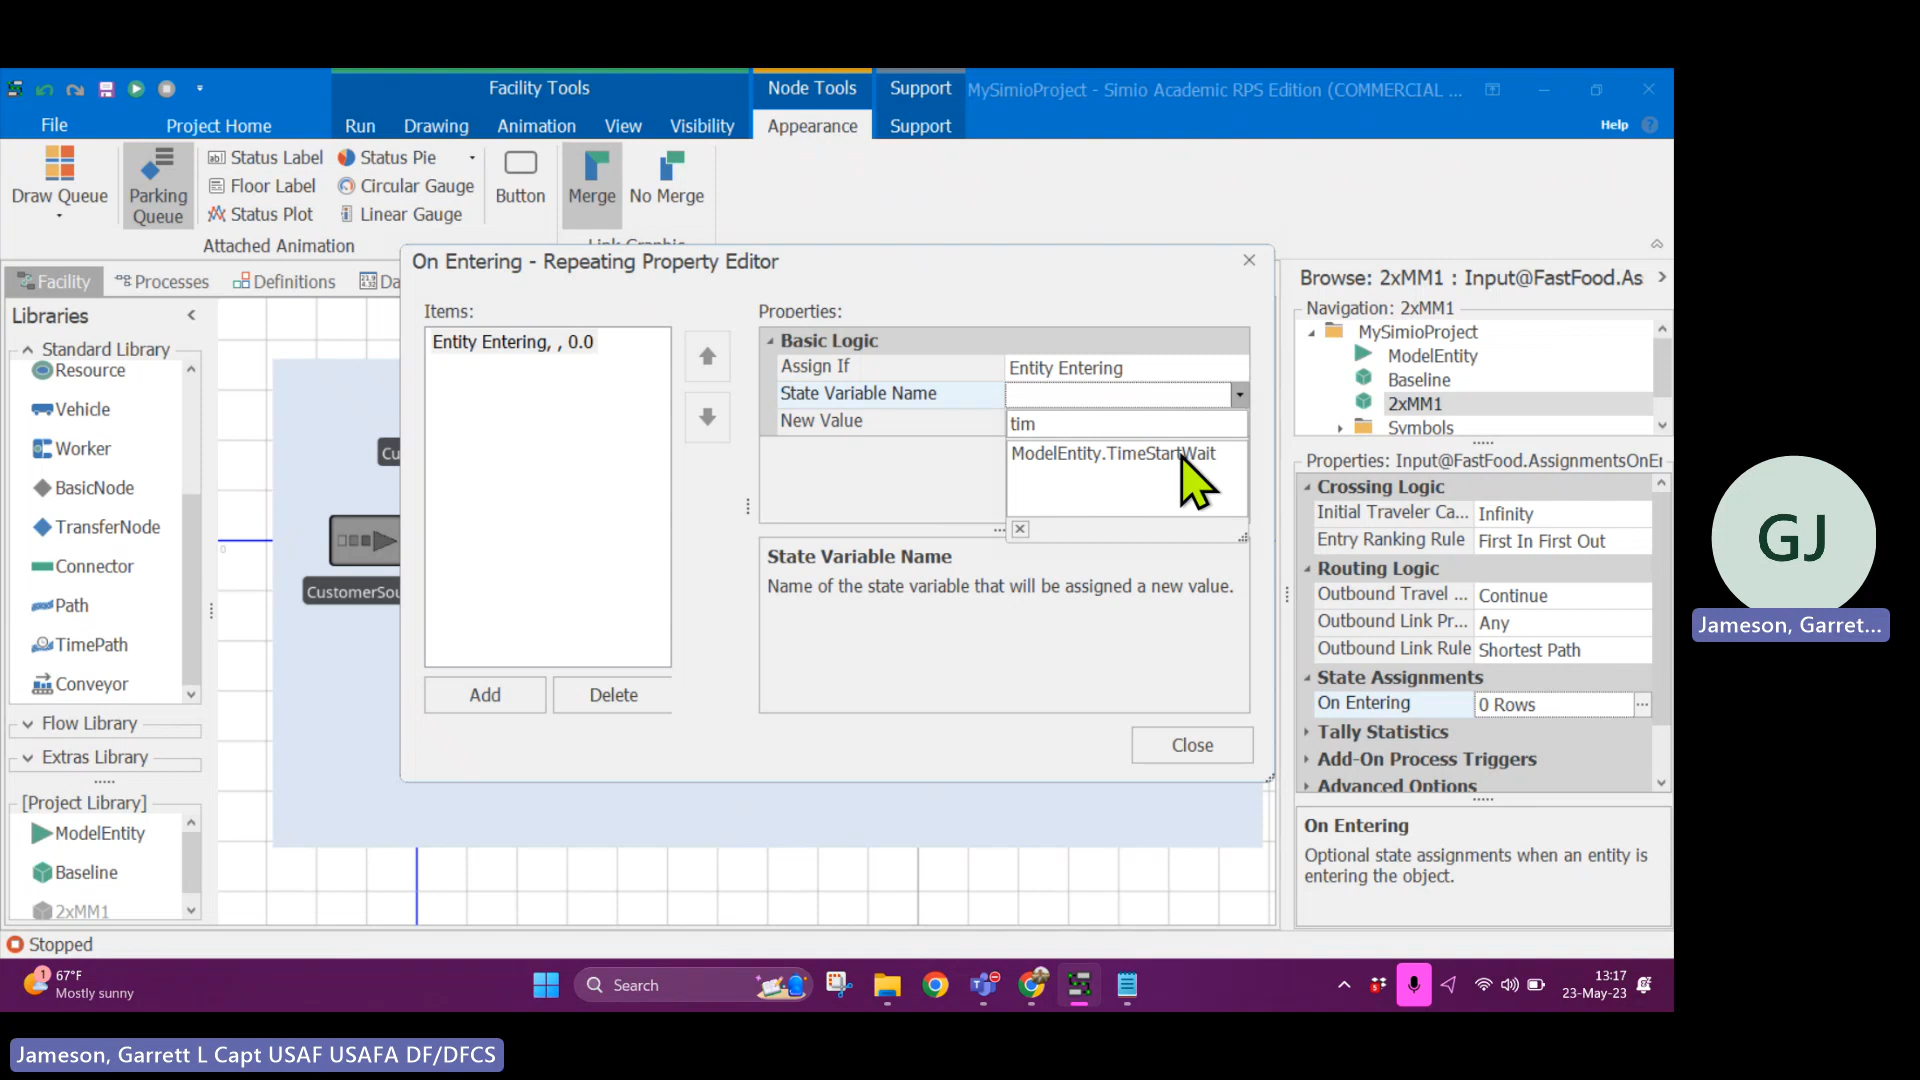 Facility Tools
Node Tools
Support
MySimioProject - Simio Academic RPS Edition (COMMERCIAL ...
File
Project Home
Run
Drawing
Animation
View
Visibility
Appearance
Support
Help
Draw Queue
Parking Queue
Status Label
Floor Label
Status Plot
Status Pie
Circular Gauge
Linear Gauge
Button
Merge
No Merge
Attached Animation
Facility
Processes
Definitions
Da
Libraries
Standard Library
Resource
Vehicle
Worker
BasicNode
TransferNode
Connector
Path
TimePath
Conveyor
Flow Library
Extras Library
[Project Library]
ModelEntity
Baseline
2xMM1
Cu
CustomerSou
0
On Entering - Repeating Property Editor
Items:
Entity Entering, , 0.0
Add
Delete
Properties:
Basic Logic
Assign If
Entity Entering
State Variable Name
New Value
tim
ModelEntity.TimeStartWait
State Variable Name
Name of the state variable that will be assigned a new value.
Close
Browse: 2xMM1 : Input@FastFood.As
Navigation: 2xMM1
MySimioProject
ModelEntity
Baseline
2xMM1
Symbols
Properties: Input@FastFood.AssignmentsOnEr
Crossing Logic
Initial Traveler Ca...
Infinity
Entry Ranking Rule
First In First Out
Routing Logic
Outbound Travel ...
Continue
Outbound Link Pr...
Any
Outbound Link Rule
Shortest Path
State Assignments
On Entering
0 Rows
Tally Statistics
Add-On Process Triggers
Advanced Options
On Entering
Optional state assignments when an entity is
entering the object.
Stopped
1
67°F
Mostly sunny
Search
13:17
23-May-23
GJ
Jameson, Garret...
Jameson, Garrett L Capt USAF USAFA DF/DFCS